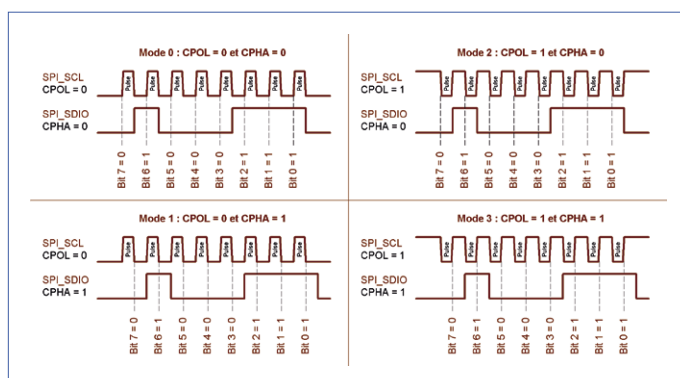 Mode 0 : CPOL = 0 et CPHA = 0
SPI_SCL
CPOL = 0
Pulse Pulse Pulse Pulse Pulse Pulse Pulse Pulse
SPI_SDIO
CPHA = 0
Bit 7 = 0
Bit 6 = 1
Bit 5 = 0
Bit 4 = 0
Bit 3 = 0
Bit 2 = 1
Bit 1 = 1
Bit 0 = 1
Mode 2 : CPOL = 1 et CPHA = 0
SPI_SCL
CPOL = 1
Pulse Pulse Pulse Pulse Pulse Pulse Pulse Pulse
SPI_SDIO
CPHA = 0
Bit 7 = 0
Bit 6 = 1
Bit 5 = 0
Bit 4 = 0
Bit 3 = 0
Bit 2 = 1
Bit 1 = 1
Bit 0 = 1
Mode 1 : CPOL = 0 et CPHA = 1
SPI_SCL
CPOL = 0
Pulse Pulse Pulse Pulse Pulse Pulse Pulse Pulse
SPI_SDIO
CPHA = 1
Bit 7 = 0
Bit 6 = 1
Bit 5 = 0
Bit 4 = 0
Bit 3 = 0
Bit 2 = 1
Bit 1 = 1
Bit 0 = 1
Mode 3 : CPOL = 1 et CPHA = 1
SPI_SCL
CPOL = 1
Pulse Pulse Pulse Pulse Pulse Pulse Pulse Pulse
SPI_SDIO
CPHA = 1
Bit 7 = 0
Bit 6 = 1
Bit 5 = 0
Bit 4 = 0
Bit 3 = 0
Bit 2 = 1
Bit 1 = 1
Bit 0 = 1